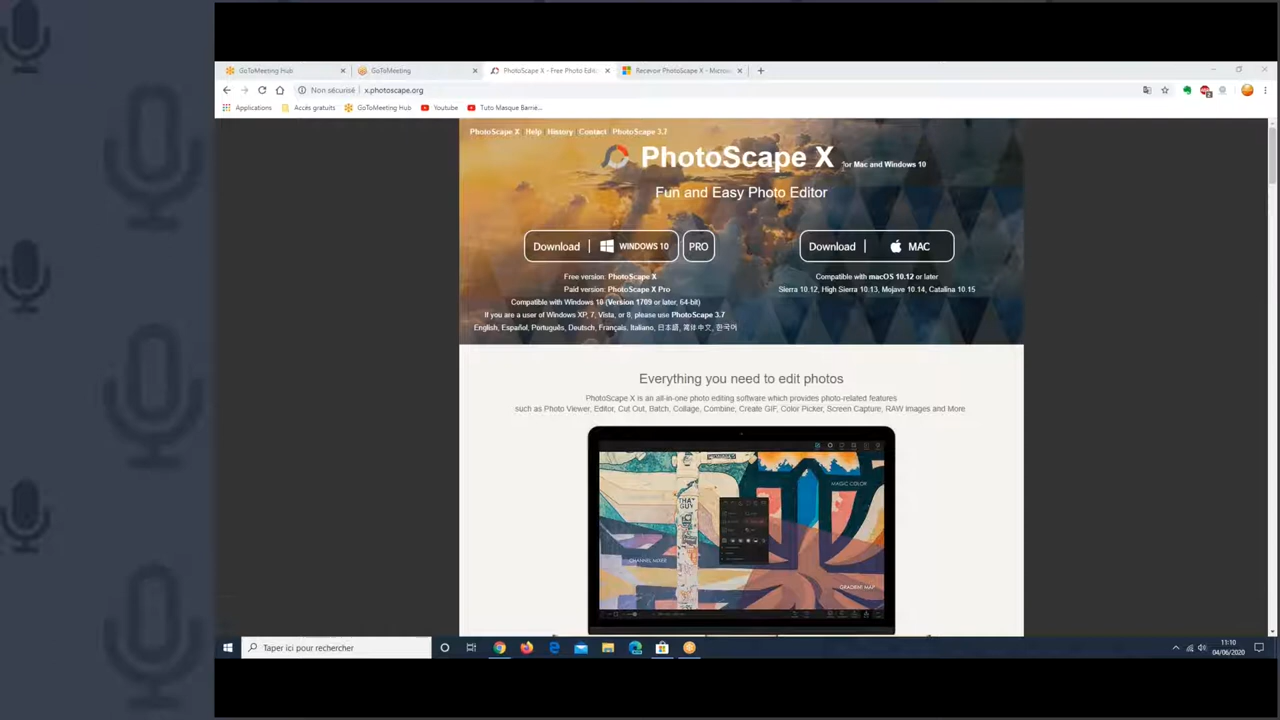 GoToMeeting Hub
GoToMeeting
PhotoScape X - Free Photo Edit
Recevoir PhotoScape X - Micros
Non sécurisé | x.photoscape.org
Applications
Accès gratuits
GoToMeeting Hub
Youtube
Tuto Masque Barriè...
PhotoScape X | Help | History | Contact | PhotoScape 3.7
PhotoScape X for Mac and Windows 10
Fun and Easy Photo Editor
Download | WINDOWS 10
PRO
Download | MAC
Free version: PhotoScape X
Paid version: PhotoScape X Pro
Compatible with Windows 10 (Version 1709 or later, 64-bit)
If you are a user of Windows XP, 7, Vista, or 8, please use PhotoScape 3.7
English, Español, Português, Deutsch, Français, Italiano, 日本語, 简体中文, 한국어
Compatible with macOS 10.12 or later
Sierra 10.12, High Sierra 10.13, Mojave 10.14, Catalina 10.15
Everything you need to edit photos
PhotoScape X is an all-in-one photo editing software which provides photo-related features
such as Photo Viewer, Editor, Cut Out, Batch, Collage, Combine, Create GIF, Color Picker, Screen Capture, RAW images and More
MAGIC COLOR
THAT
GUY
CHANNEL MIXER
GRADIENT MAP
Taper ici pour rechercher
11:10
04/06/2020